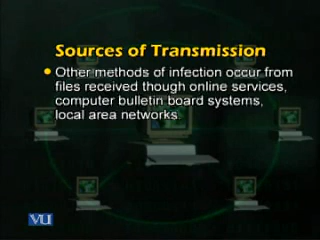 Sources of Transmission
Other methods of infection occur from
files received though online services,
computer bulletin board systems,
local area networks.
VU